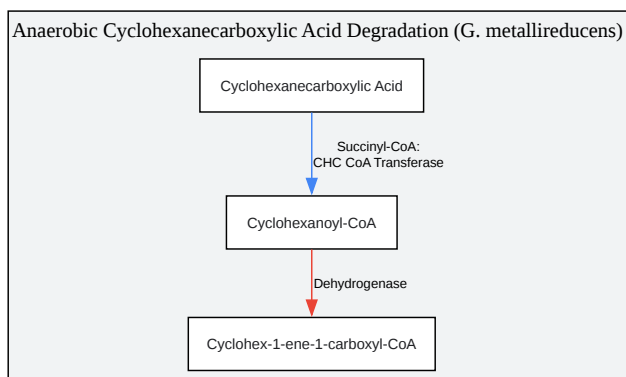 Anaerobic Cyclohexanecarboxylic Acid Degradation (G. metallireducens)
Cyclohexanecarboxylic Acid
Succinyl-CoA:
CHC CoA Transferase
Cyclohexanoyl-CoA
Dehydrogenase
Cyclohex-1-ene-1-carboxyl-CoA